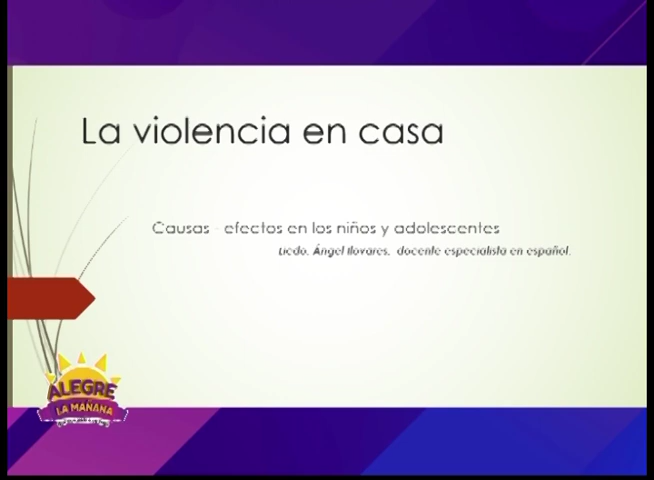 La violencia en casa
Causas - efectos en los niños y adolescentes
Licdo. Ángel Tovares, docente especialista en español.
ALEGRE
LA MAÑANA